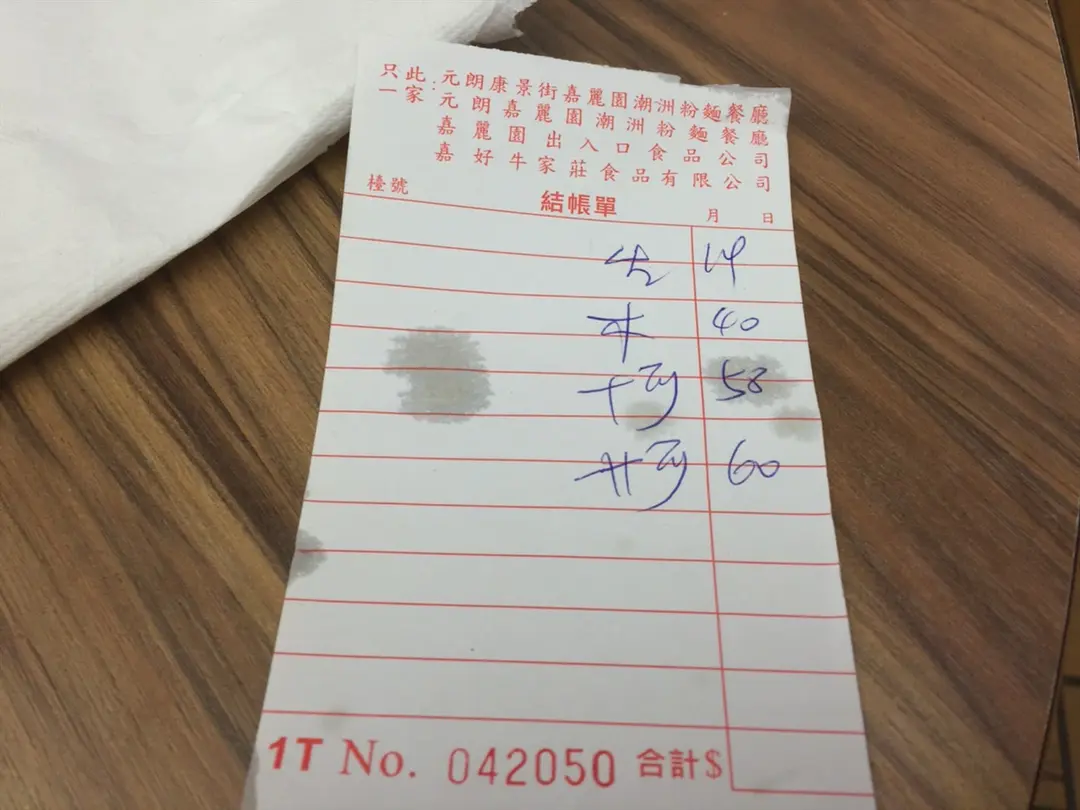 只此:元朗康景街嘉麗園潮洲粉麵餐廳
一家 元朗嘉麗園潮洲粉麵餐廳
嘉麗園出入口食品公司
嘉好牛家莊食品有限公司
檯號 結帳單 月 日
40
60
1T No. 042050 合計$